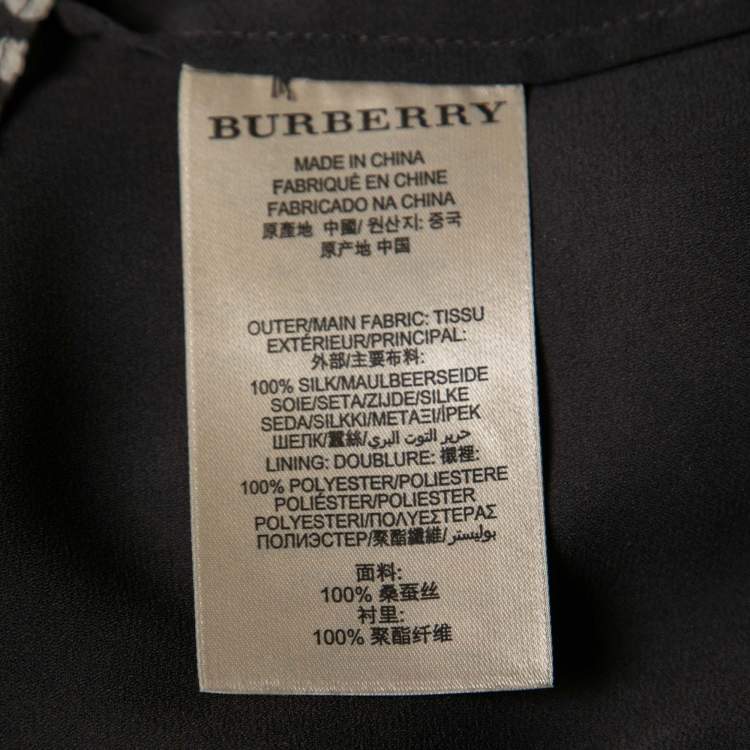 BURBERRY
MADE IN CHINA
FABRIQUÉ EN CHINE
FABRICADO NA CHINA
原產地 中國/ 원산지: 중국
原产地 中国
OUTER/MAIN FABRIC: TISSU
EXTÉRIEUR/PRINCIPAL:
外部/主要布料:
100% SILK/MAULBEERSEIDE
SOIE/SETA/ZIJDE/SILKE
SEDA/SILKKI/ΜΕΤΑΞΙ/İPEK
ШЕЛК/蠶絲/حرير التوت البري
LINING: DOUBLURE: 襯裡:
100% POLYESTER/POLIESTERE
POLIÉSTER/POLIESTER
POLYESTERI/ΠΟΛΥΕΣΤΕΡΑΣ
ПОЛИЭСТЕР/聚酯纖維/بوليستر
面料:
100% 桑蚕丝
衬里:
100% 聚酯纤维